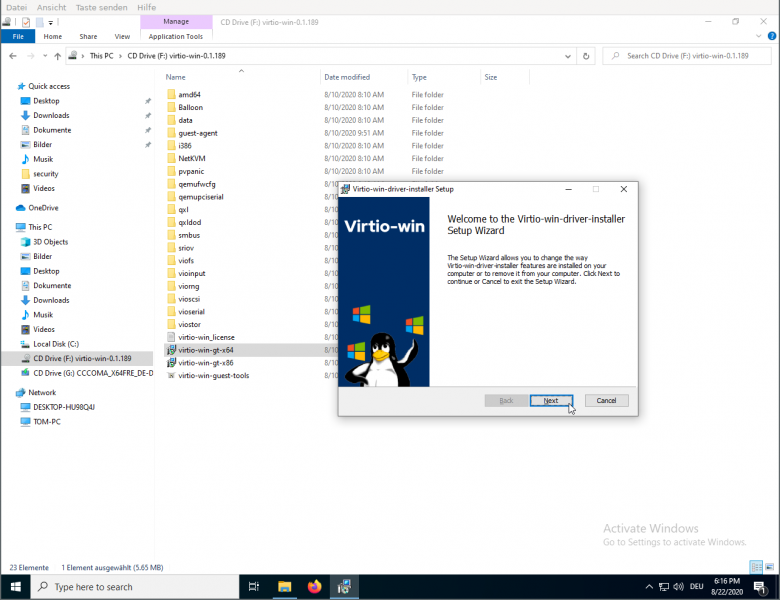 Datei Ansicht Taste senden Hilfe
Manage
CD Drive (F:) virtio-win-0.1.189
File Home Share View Application Tools
This PC CD Drive (F:) virtio-win-0.1.189
Search CD Drive (F:) virtio-win-0.1.189
Name Date modified Type Size
Quick access
Desktop
Downloads
Dokumente
Bilder
Musik
security
Videos
OneDrive
This PC
3D Objects
Bilder
Desktop
Dokumente
Downloads
Musik
Videos
Local Disk (C:)
CD Drive (F:) virtio-win-0.1.189
CD Drive (G:) CCCOMA_X64FRE_DE-D
Network
DESKTOP-HU98Q4J
TOM-PC
amd64 8/10/2020 8:10 AM File folder
Balloon 8/10/2020 8:10 AM File folder
data 8/10/2020 8:10 AM File folder
guest-agent 8/10/2020 9:51 AM File folder
i386 8/10/2020 8:10 AM File folder
NetKVM 8/10/2020 8:10 AM File folder
pvpanic 8/10/2020 8:10 AM File folder
qemufwcfg 8/10
qemupciserial 8/10
qxl 8/10
qxldod 8/10
smbus 8/10
sriov 8/10
viofs 8/10
vioinput 8/10
viorng 8/10
vioscsi 8/10
vioserial 8/10
viostor 8/10
virtio-win_license 8/10
virtio-win-gt-x64 8/10
virtio-win-gt-x86 8/10
virtio-win-guest-tools 8/10
Virtio-win-driver-installer Setup
Virtio-win
Welcome to the Virtio-win-driver-installer
Setup Wizard
The Setup Wizard allows you to change the way
Virtio-win-driver-installer features are installed on your
computer or to remove it from your computer. Click Next to
continue or Cancel to exit the Setup Wizard.
Back Next Cancel
Activate Windows
Go to Settings to activate Windows.
23 Elemente 1 Element ausgewählt (5.65 MB)
Type here to search
DEU
6:16 PM
8/22/2020
1